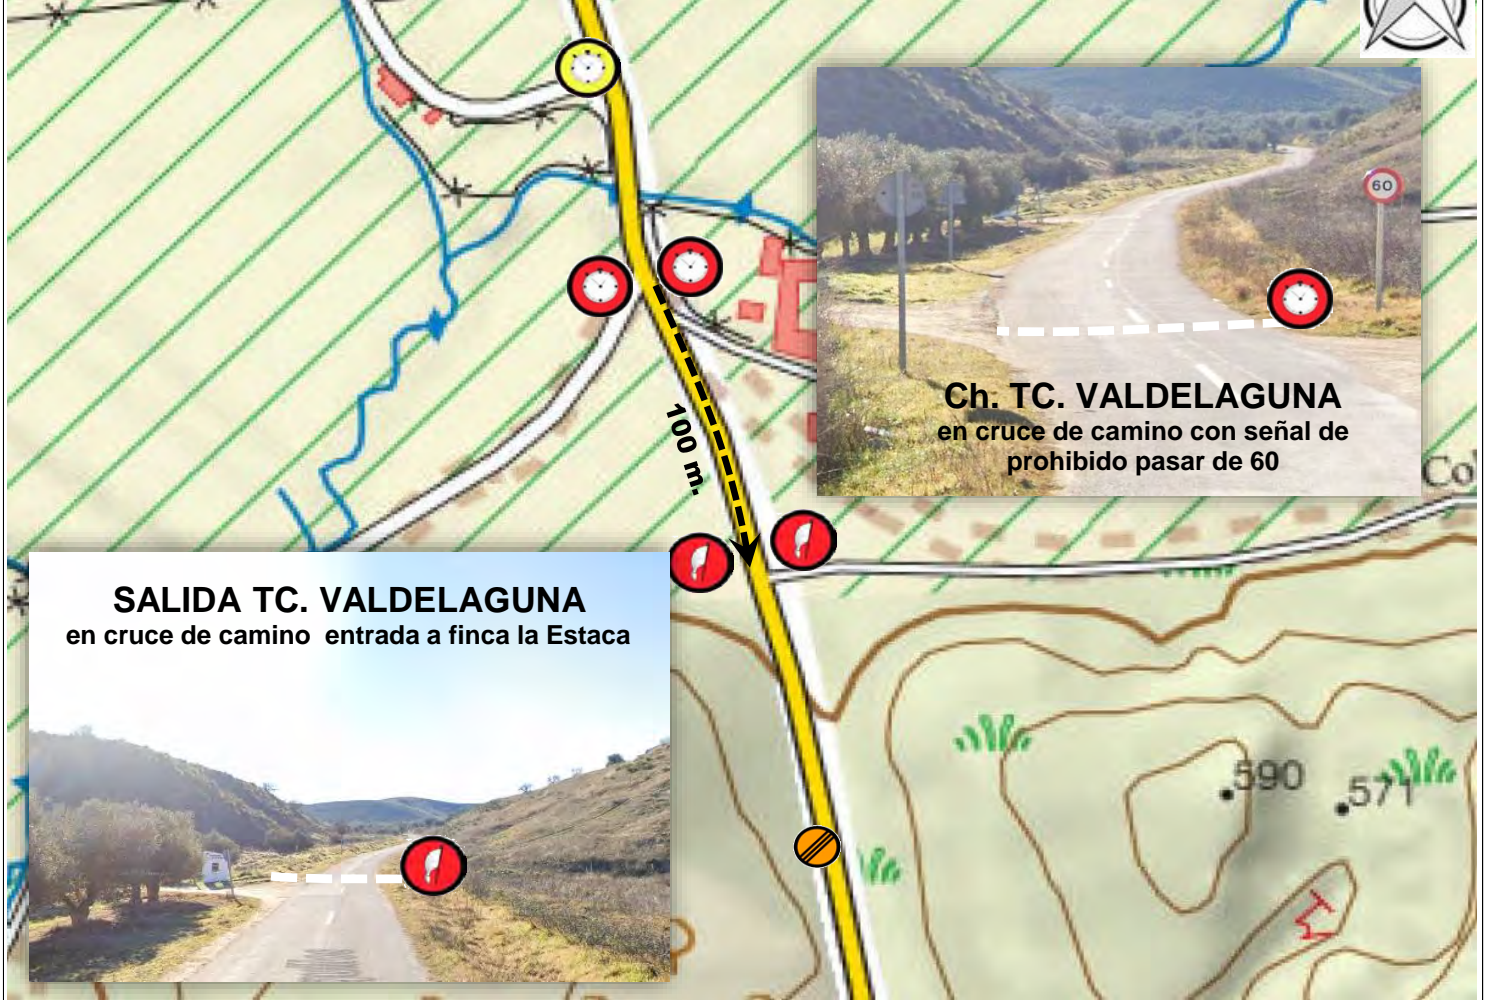 60
Ch. TC. VALDELAGUNA
en cruce de camino con señal de
prohibido pasar de 60
100 m.
Col
SALIDA TC. VALDELAGUNA
en cruce de camino  entrada a finca la Estaca
590
571